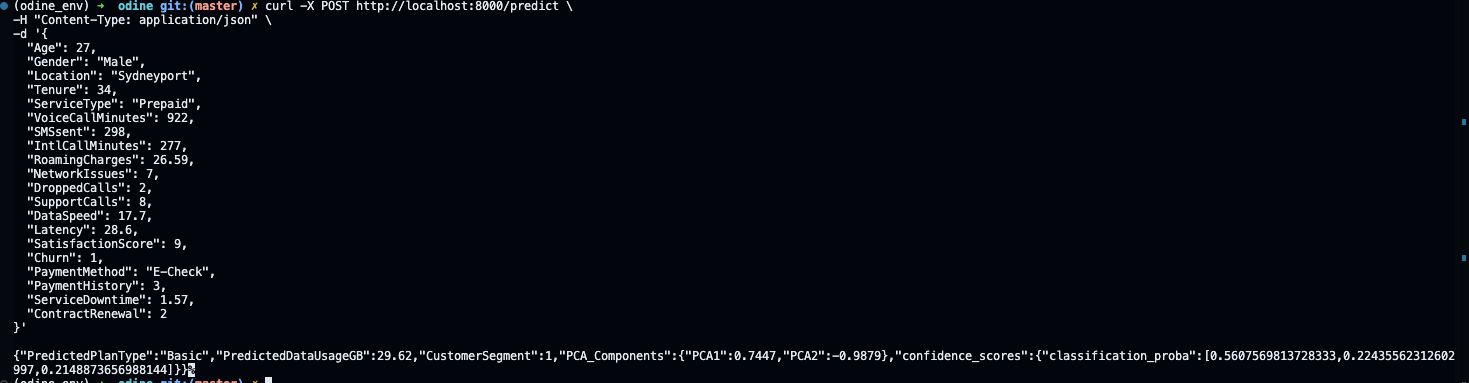 (odine_env) → odine git:(master) ✗ curl -X POST http://localhost:8000/predict \
-H "Content-Type: application/json" \
-d '{
  "Age": 27,
  "Gender": "Male",
  "Location": "Sydneyport",
  "Tenure": 34,
  "ServiceType": "Prepaid",
  "VoiceCallMinutes": 922,
  "SMSsent": 298,
  "IntlCallMinutes": 277,
  "RoamingCharges": 26.59,
  "NetworkIssues": 7,
  "DroppedCalls": 2,
  "SupportCalls": 8,
  "DataSpeed": 17.7,
  "Latency": 28.6,
  "SatisfactionScore": 9,
  "Churn": 1,
  "PaymentMethod": "E-Check",
  "PaymentHistory": 3,
  "ServiceDowntime": 1.57,
  "ContractRenewal": 2
}'
{"PredictedPlanType":"Basic","PredictedDataUsageGB":29.62,"CustomerSegment":1,"PCA_Components":{"PCA1":0.7447,"PCA2":-0.9879},"confidence_scores":{"classification_proba":[0.5607569813728333,0.22435562312602
997,0.2148873656988144]}}%
(odine_env) → odine git:(master) ✗